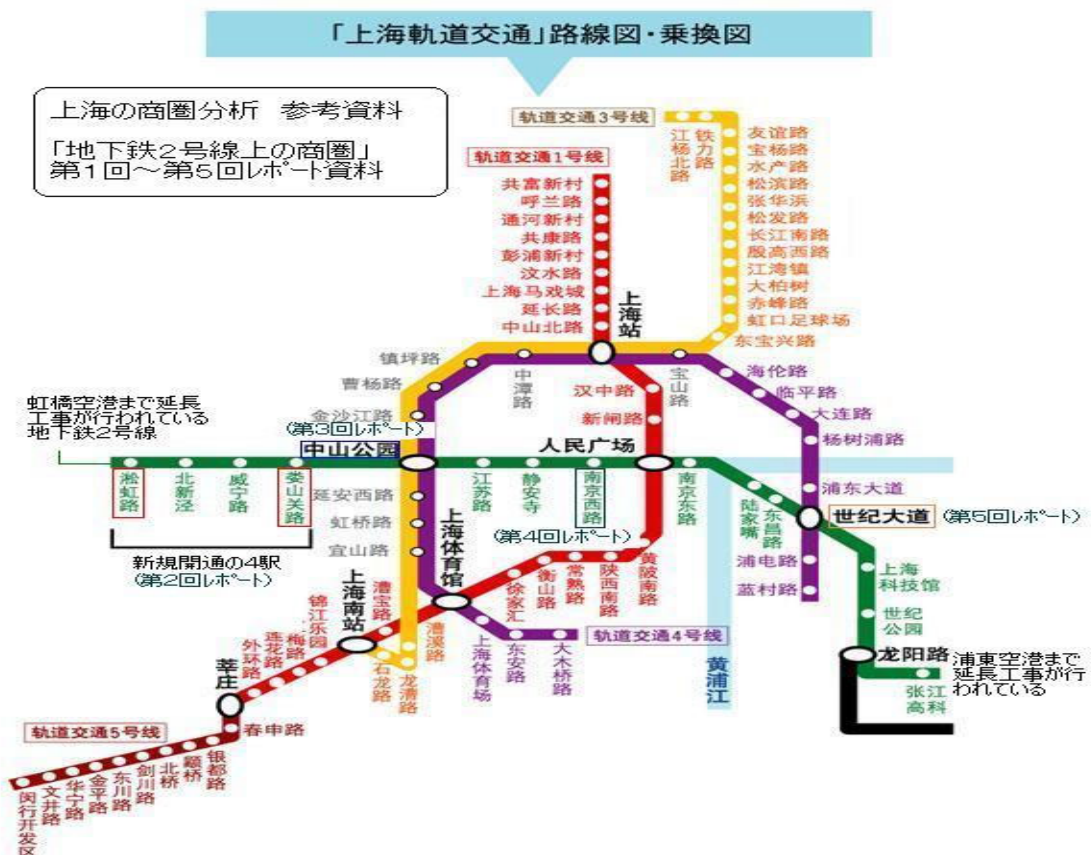 「上海軌道交通」路線図・乗換図
上海の商圏分析 参考資料
「地下鉄2号線上の商圏」
第1回～第5回レポート資料
轨道交通3号线
江杨北路
铁力路
友谊路
宝杨路
水产路
松滨路
张华浜
松发路
长江南路
殷高西路
江湾镇
大柏树
赤峰路
虹口足球场
东宝兴路
轨道交通1号线
共富新村
呼兰路
通河新村
共康路
彭浦新村
汶水路
上海马戏城
延长路
中山北路
上海站
镇坪路
曹杨路
金沙江路
中潭路
宝山路
海伦路
临平路
大连路
杨树浦路
浦东大道
汉中路
新闸路
虹橋空港まで延長
工事が行われている
地下鉄2号線
(第3回レポート)
中山公园
人民广场
淞虹路
北新泾
威宁路
娄山关路
江苏路
静安寺
南京西路
南京东路
陆家嘴
东昌路
世纪大道
(第5回レポート)
新規開通の4駅
(第2回レポート)
(第4回レポート)
延安西路
虹桥路
宜山路
上海体育馆
徐家汇
衡山路
常熟路
陕西南路
黄陂南路
浦电路
蓝村路
上海
科技馆
世纪
公园
龙阳路
张江
高科
浦東空港まで
延長工事が行
われている
黄浦江
上海南站
漕宝路
漕溪路
龙漕路
石龙路
上海体育场
东安路
大木桥路
轨道交通4号线
锦江乐园
梅路
莲花路
外环路
莘庄
春申路
轨道交通5号线
银都路
颛桥
北桥
剑川路
东川路
金平路
华宁路
文井路
闵行开发区